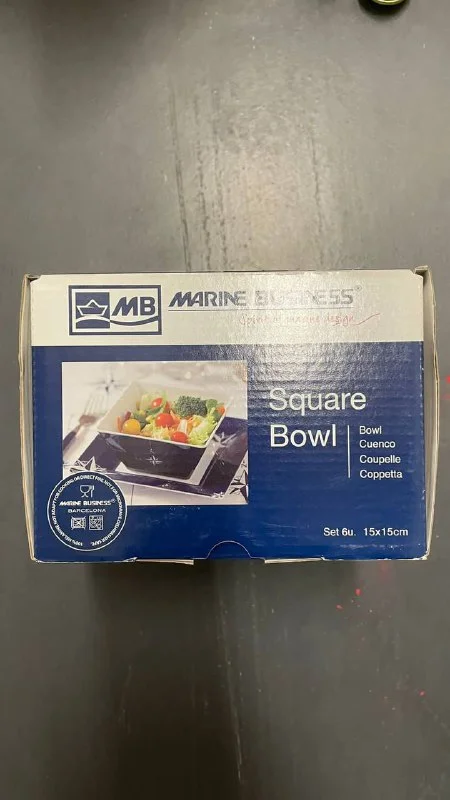 MB
MARINE BUSINESS®
Square
Bowl
Bowl
Cuenco
Coupelle
Coppetta
MARINE BUSINESS®
BARCELONA
Set 6u. 15x15cm